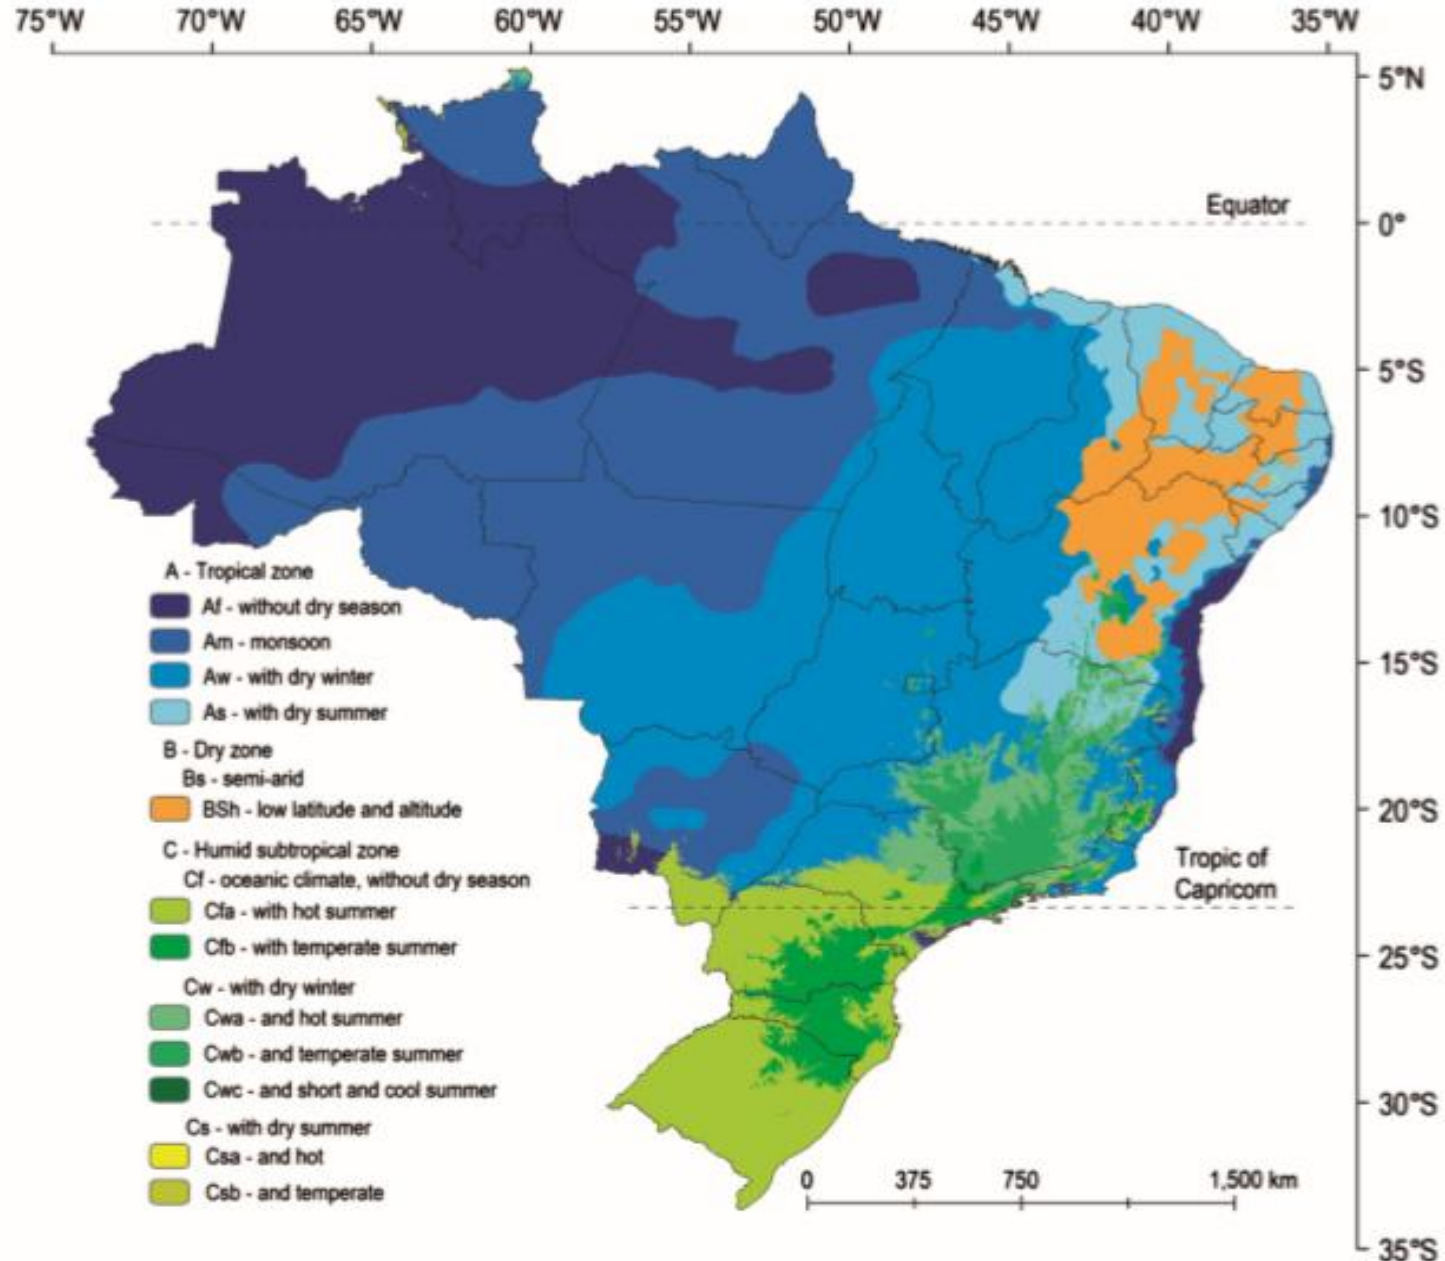 75°W 70°W 65°W 60°W 55°W 50°W 45°W 40°W 35°W
5°N
Equator
0°
5°S
10°S
A - Tropical zone
Af - without dry season
Am - monsoon
Aw - with dry winter
15°S
As - with dry summer
B - Dry zone
Bs - semi-arid
BSh - low latitude and altitude
20°S
C - Humid subtropical zone
Cf - oceanic climate, without dry season
Tropic of
Capricorn
Cfa - with hot summer
Cfb - with temperate summer
25°S
Cw - with dry winter
Cwa - and hot summer
Cwb - and temperate summer
Cwc - and short and cool summer
30°S
Cs - with dry summer
Csa - and hot
Csb - and temperate
0 375 750 1,500 km
35°S